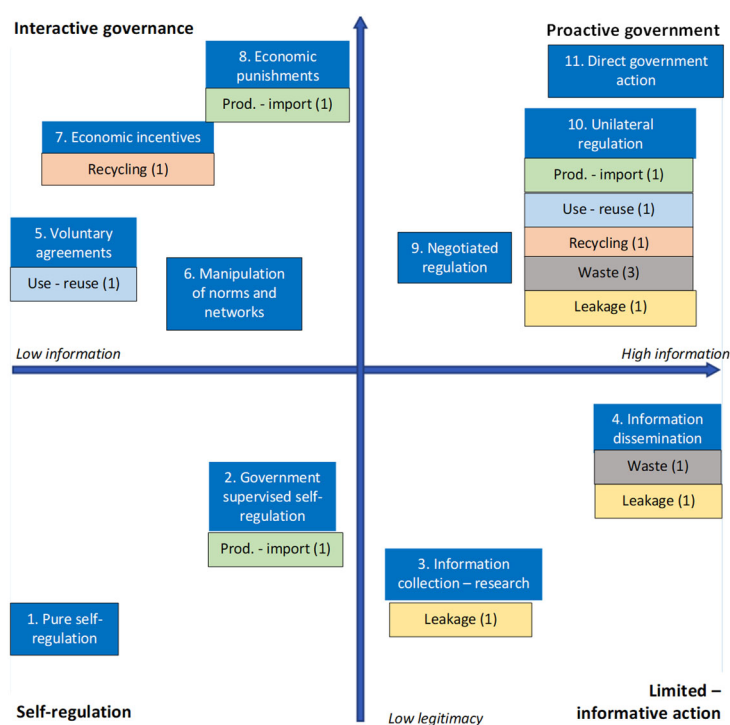 Interactive governance
Proactive government
8. Economic
punishments
Prod. - import (1)
11. Direct government
action
7. Economic incentives
Recycling (1)
10. Unilateral
regulation
Prod. - import (1)
Use - reuse (1)
Recycling (1)
Waste (3)
Leakage (1)
5. Voluntary
agreements
Use - reuse (1)
6. Manipulation
of norms and
networks
9. Negotiated
regulation
Low information
High information
4. Information
dissemination
Waste (1)
Leakage (1)
2. Government
supervised self-
regulation
Prod. - import (1)
3. Information
collection – research
Leakage (1)
1. Pure self-
regulation
Self-regulation
Low legitimacy
Limited –
informative action